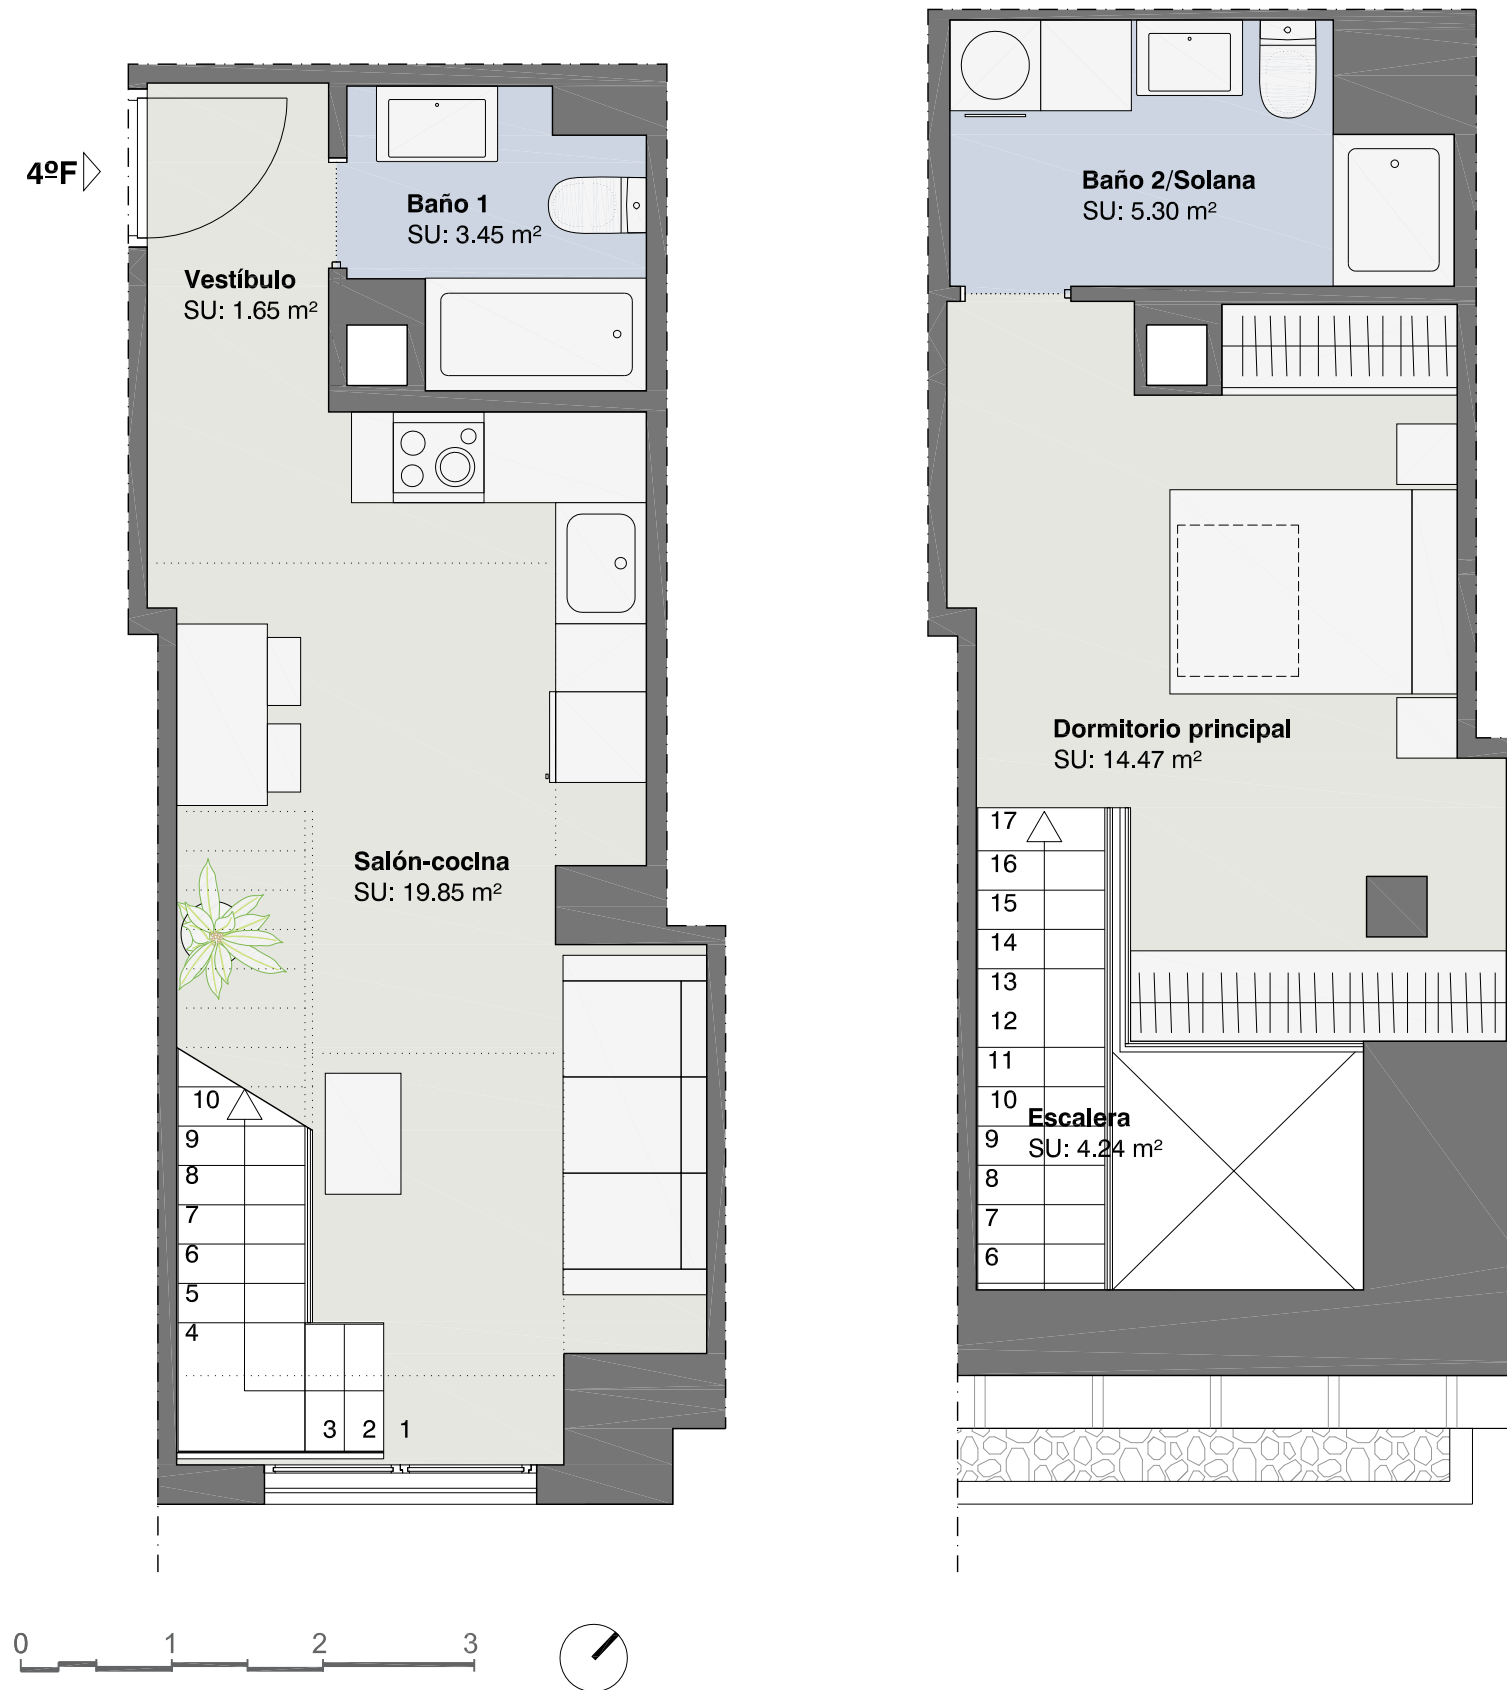 4ºF
Baño 1
SU: 3.45 m²
Vestíbulo
SU: 1.65 m²
Salón-cocina
SU: 19.85 m²
10
9
8
7
6
5
4
3 2 1
Baño 2/Solana
SU: 5.30 m²
Dormitorio principal
SU: 14.47 m²
17
16
15
14
13
12
11
10
Escalera
SU: 4.24 m²
9
8
7
6
0 1 2 3